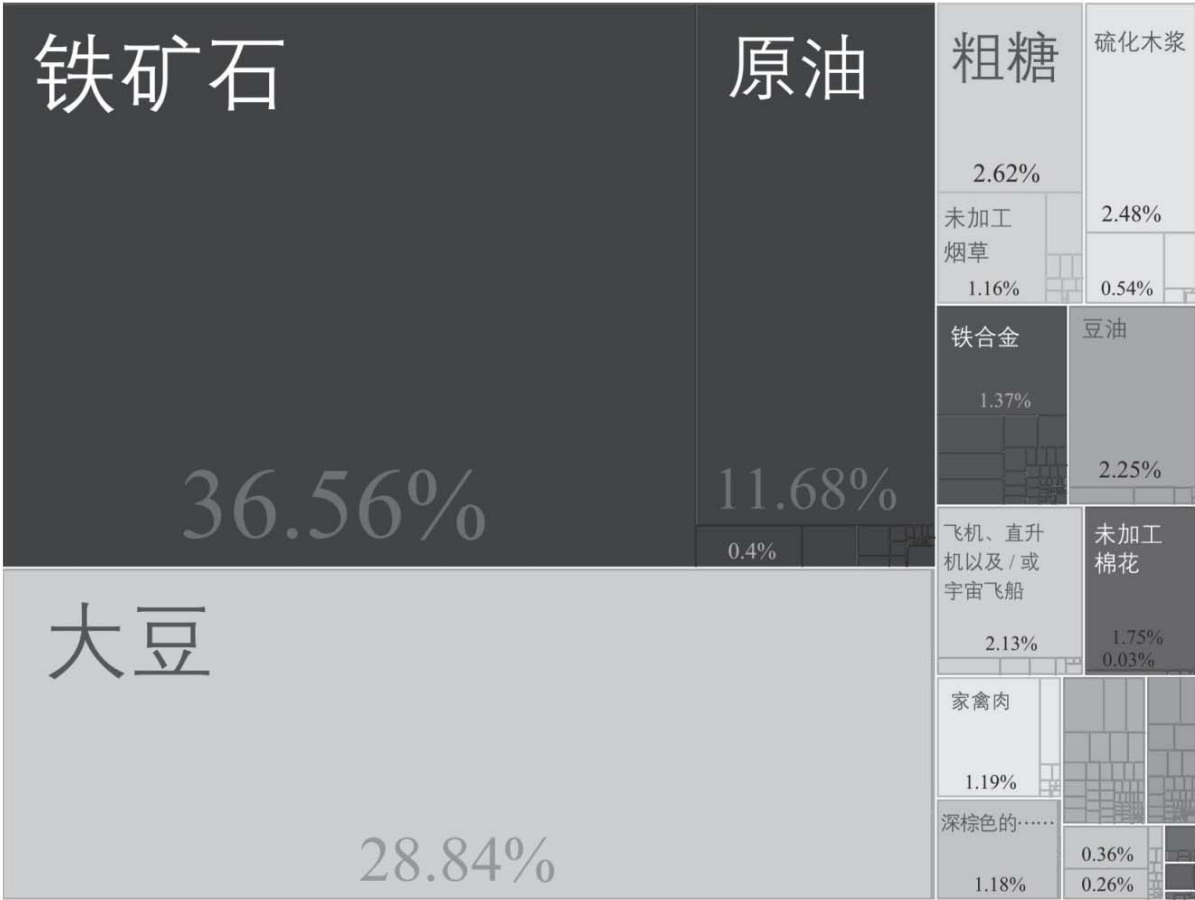 铁矿石
36.56%
原油
11.68%
0.4%
大豆
28.84%
粗糖
2.62%
硫化木浆
2.48%
未加工
烟草
1.16%
0.54%
铁合金
1.37%
豆油
2.25%
飞机、直升
机以及 / 或
宇宙飞船
2.13%
未加工
棉花
1.75%
0.03%
家禽肉
1.19%
深棕色的……
1.18%
0.36%
0.26%